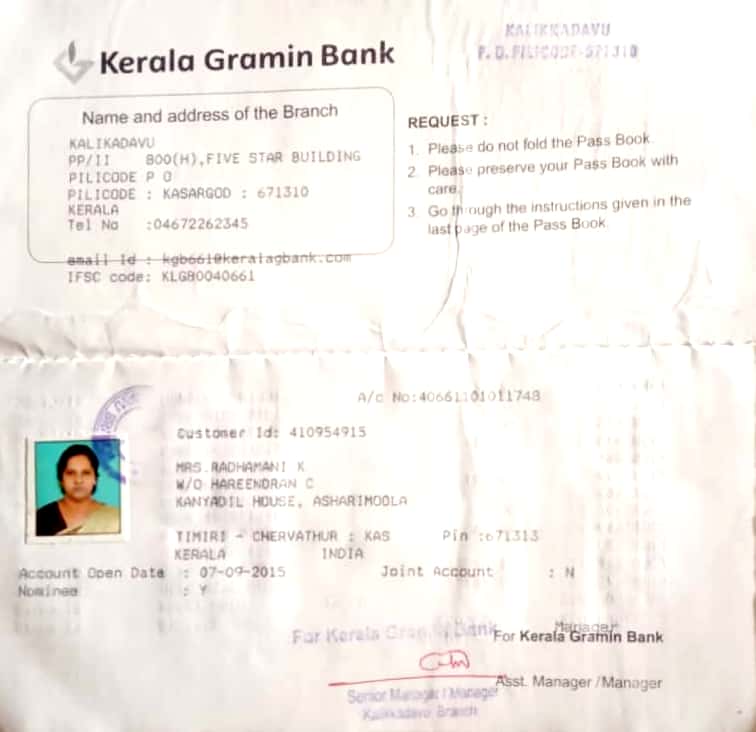 KALIKKADAVU
P. O. PILICODE-671310
Kerala Gramin Bank
Name and address of the Branch
KALIKADAVU
PP/II 800(H),FIVE STAR BUILDING
PILICODE P O
PILICODE : KASARGOD : 671310
KERALA
Tel No :04672262345
email Id : kgb661@keralagbank.com
IFSC code: KLGB0040661
REQUEST :
1. Please do not fold the Pass Book.
2. Please preserve your Pass Book with
care.
3. Go through the instructions given in the
last page of the Pass Book.
A/c No:40661101011748
Customer Id: 410954915
MRS.RADHAMANI K
W/O HAREENDRAN C
KANYADIL HOUSE, ASHARIMOOLA
TIMIRI - CHERVATHUR : KAS Pin :671313
KERALA INDIA
Account Open Date : 07-09-2015 Joint Account : N
Nominee : Y
Manager
For Kerala Gramin Bank For Kerala Gramin Bank
Asst. Manager /Manager
Senior Manager / Manager
Kalikkadavu Branch